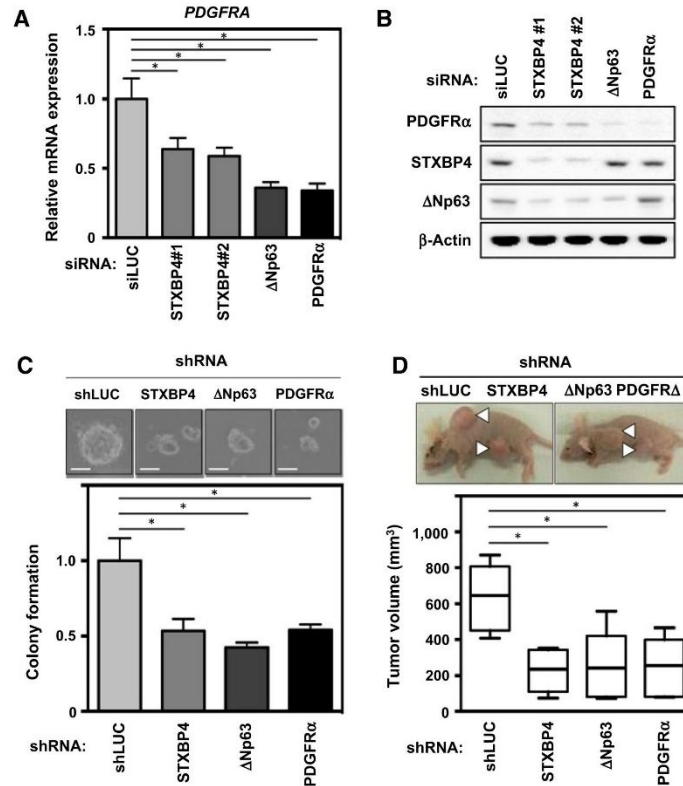 A
PDGFRA
Relative mRNA expression
1.5
1.0
0.5
0
* 
*
*
*
siRNA:
siLUC
STXBP4#1
STXBP4#2
ΔNp63
PDGFRα
B
siRNA:
siLUC
STXBP4 #1
STXBP4 #2
ΔNp63
PDGFRα
PDGFRα
STXBP4
ΔNp63
β-Actin
C
shRNA
shLUC STXBP4 ΔNp63 PDGFRα
Colony formation
1.0
0.5
0
*
*
*
shRNA:
shLUC
STXBP4
ΔNp63
PDGFRα
D
shRNA
shLUC STXBP4 ΔNp63 PDGFRΔ
Tumor volume (mm³)
1,000
800
600
400
200
0
*
*
*
shRNA:
shLUC
STXBP4
ΔNp63
PDGFRα